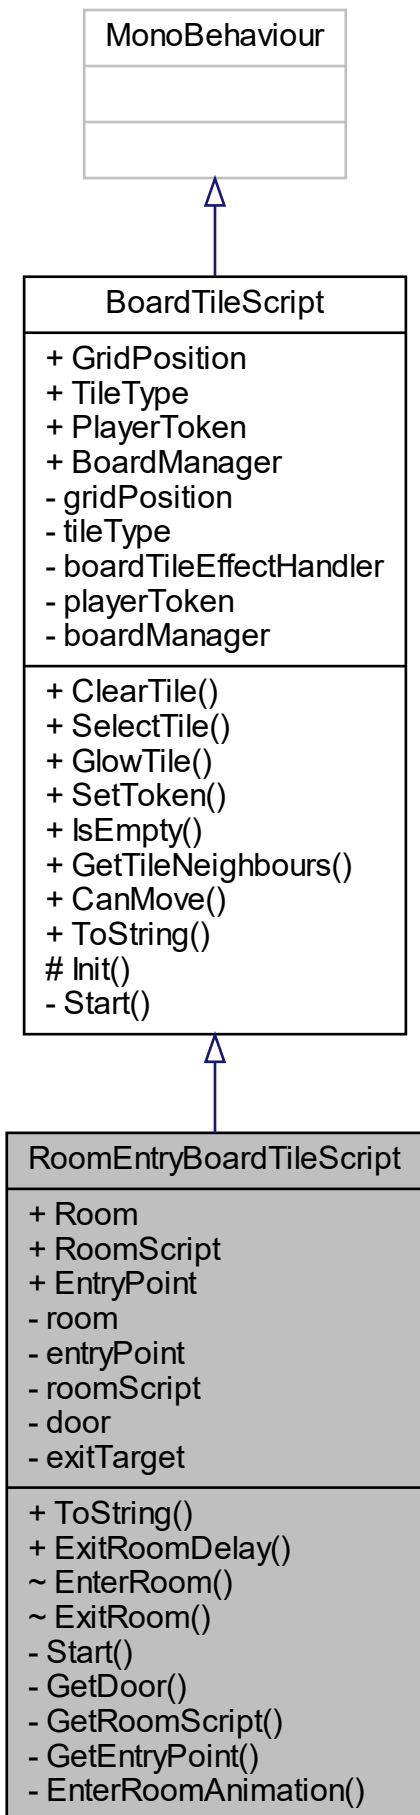 MonoBehaviour
BoardTileScript
+ GridPosition
+ TileType
+ PlayerToken
+ BoardManager
- gridPosition
- tileType
- boardTileEffectHandler
- playerToken
- boardManager
+ ClearTile()
+ SelectTile()
+ GlowTile()
+ SetToken()
+ IsEmpty()
+ GetTileNeighbours()
+ CanMove()
+ ToString()
# Init()
- Start()
RoomEntryBoardTileScript
+ Room
+ RoomScript
+ EntryPoint
- room
- entryPoint
- roomScript
- door
- exitTarget
+ ToString()
+ ExitRoomDelay()
~ EnterRoom()
~ ExitRoom()
- Start()
- GetDoor()
- GetRoomScript()
- GetEntryPoint()
- EnterRoomAnimation()